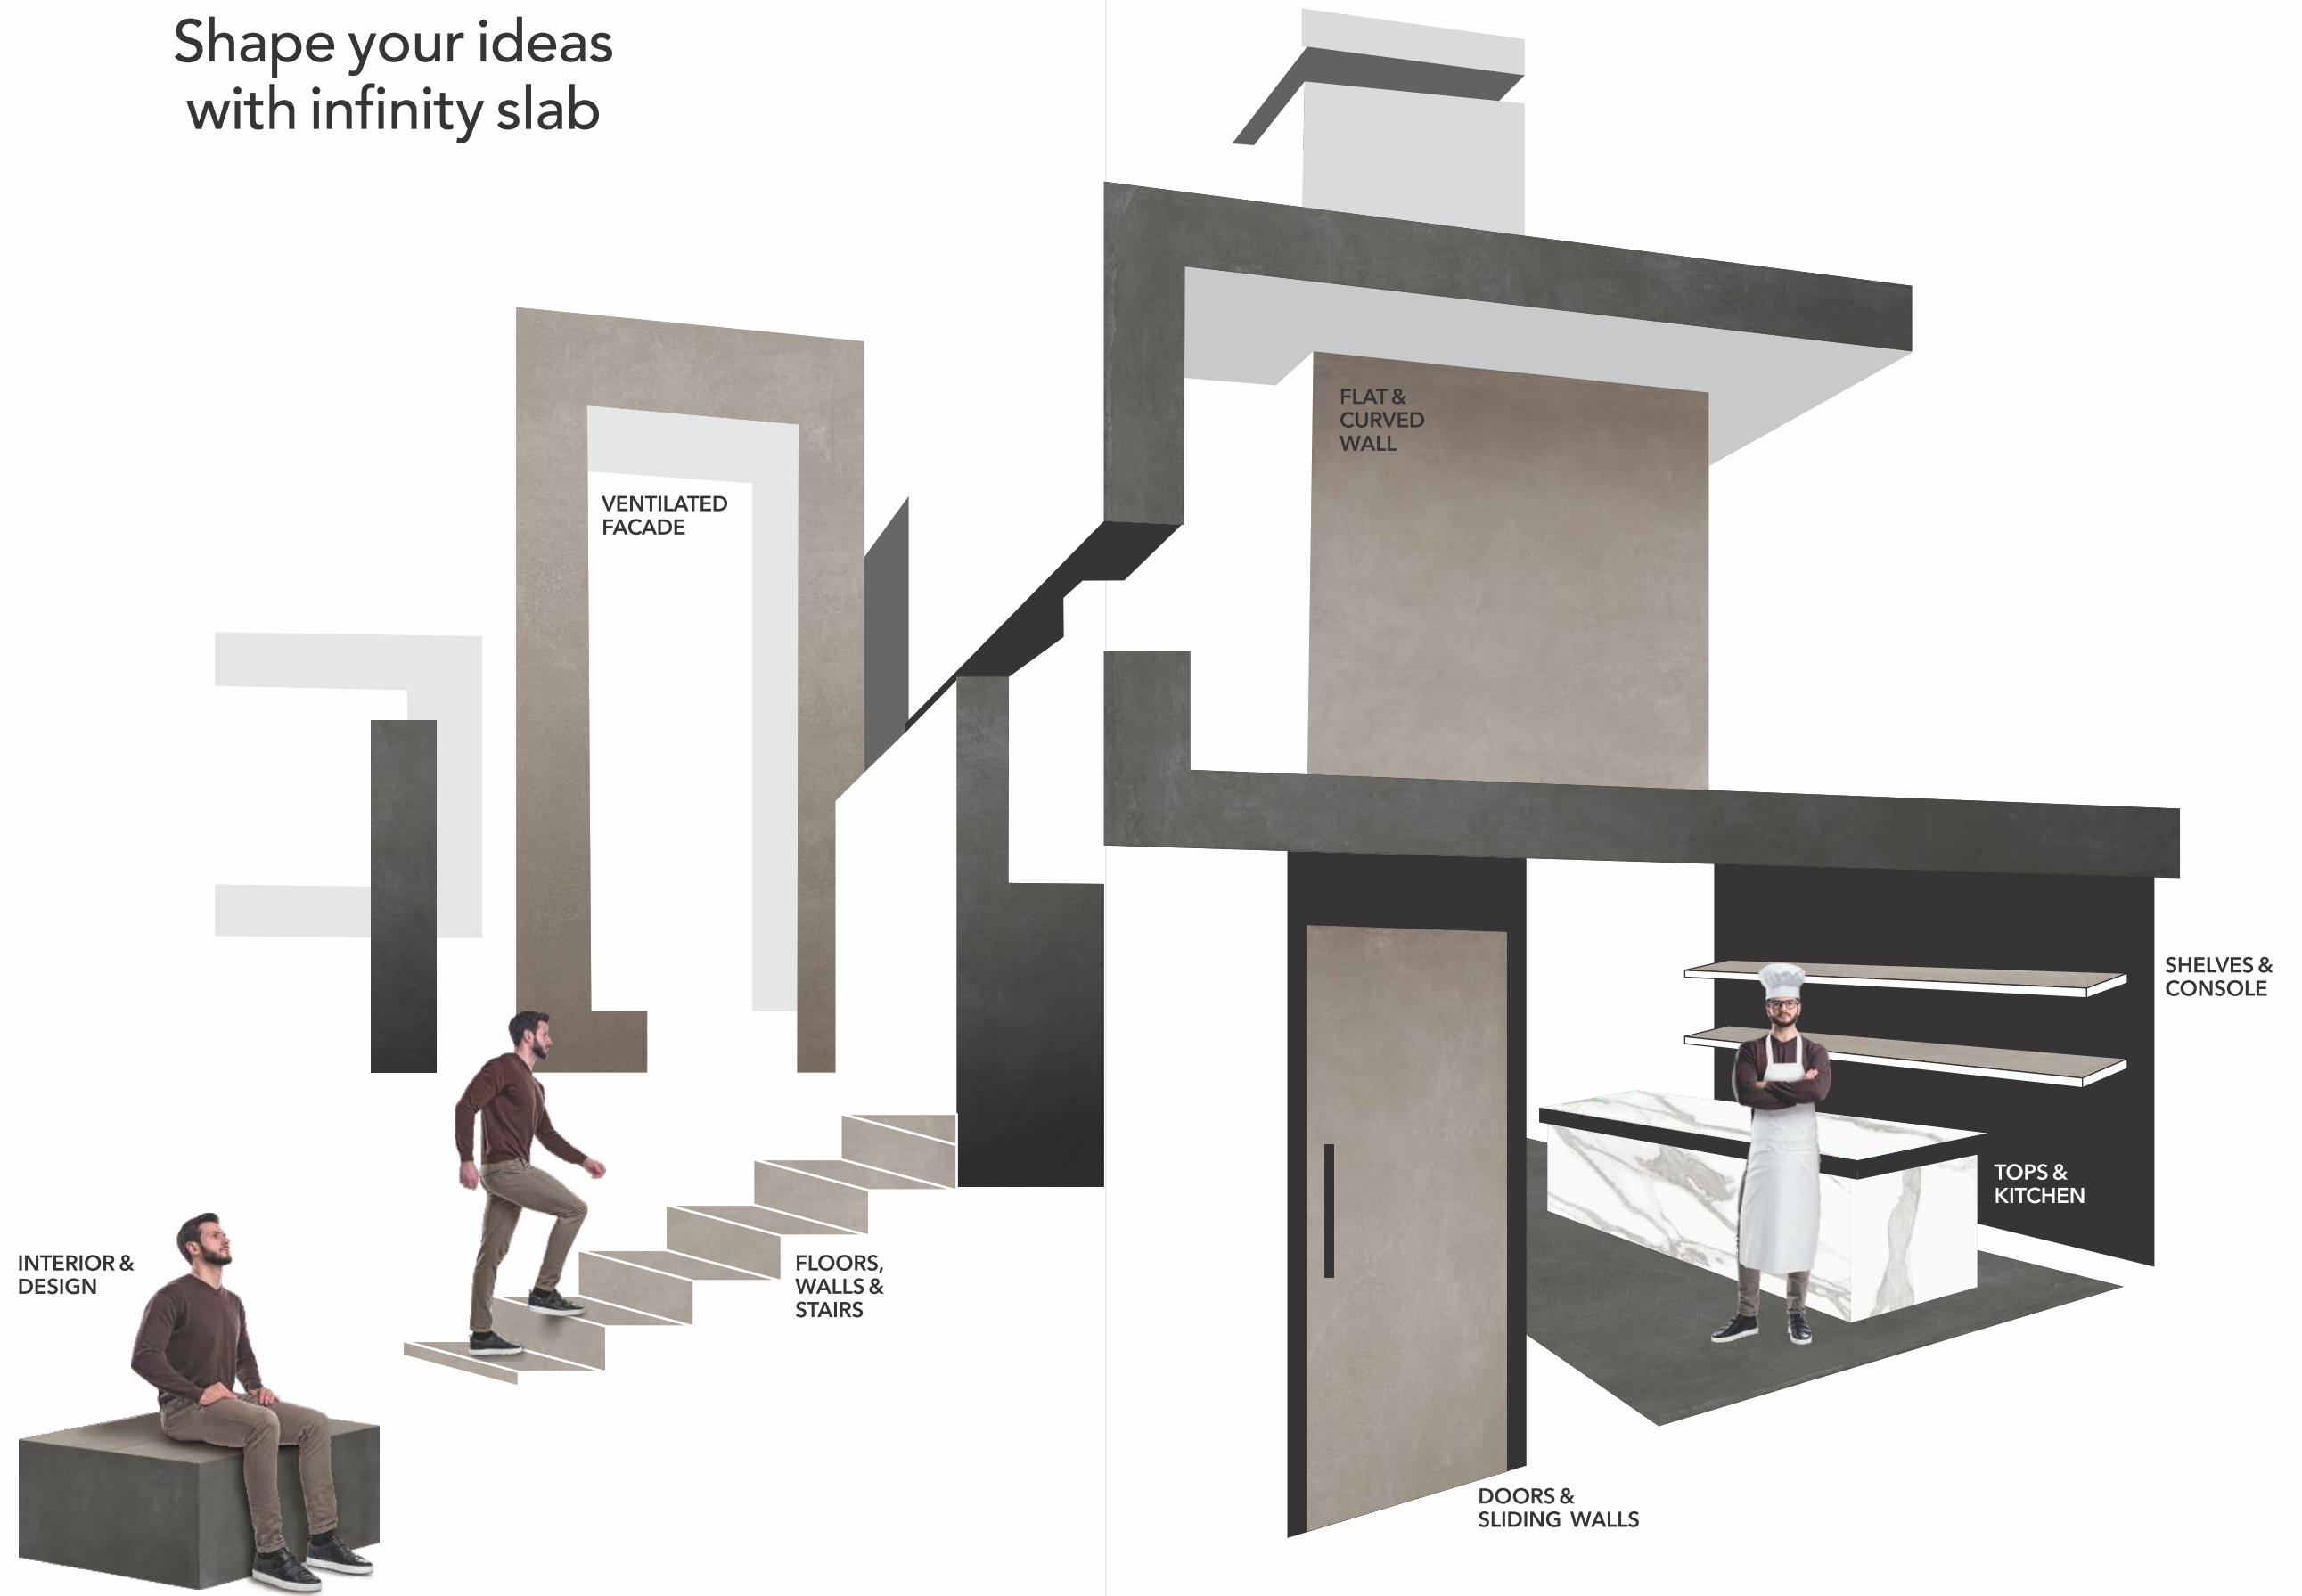 Shape your ideas
with infinity slab
VENTILATED
FACADE
FLAT &
CURVED
WALL
SHELVES &
CONSOLE
TOPS &
KITCHEN
INTERIOR &
DESIGN
FLOORS,
WALLS &
STAIRS
DOORS &
SLIDING WALLS